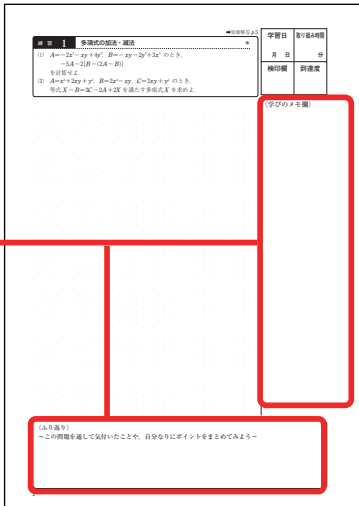 ➡別冊解答 p.5
練習 1 多項式の加法・減法
(1) A=-2x²-xy+4y², B=-xy-2y²+3x² のとき,
-5A-2{B-(2A-B)}
を計算せよ.
(2) A=x²+2xy+y², B=2x²-xy, C=3xy+y² のとき,
等式 X-B=2C-2A+2X を満たす多項式 X を求めよ.
学習日 取り組み時間
月 日 分
検印欄 到達度
(学びのメモ欄)
(ふり返り)
〜この問題を通して気付いたことや、自分なりにポイントをまとめてみよう〜